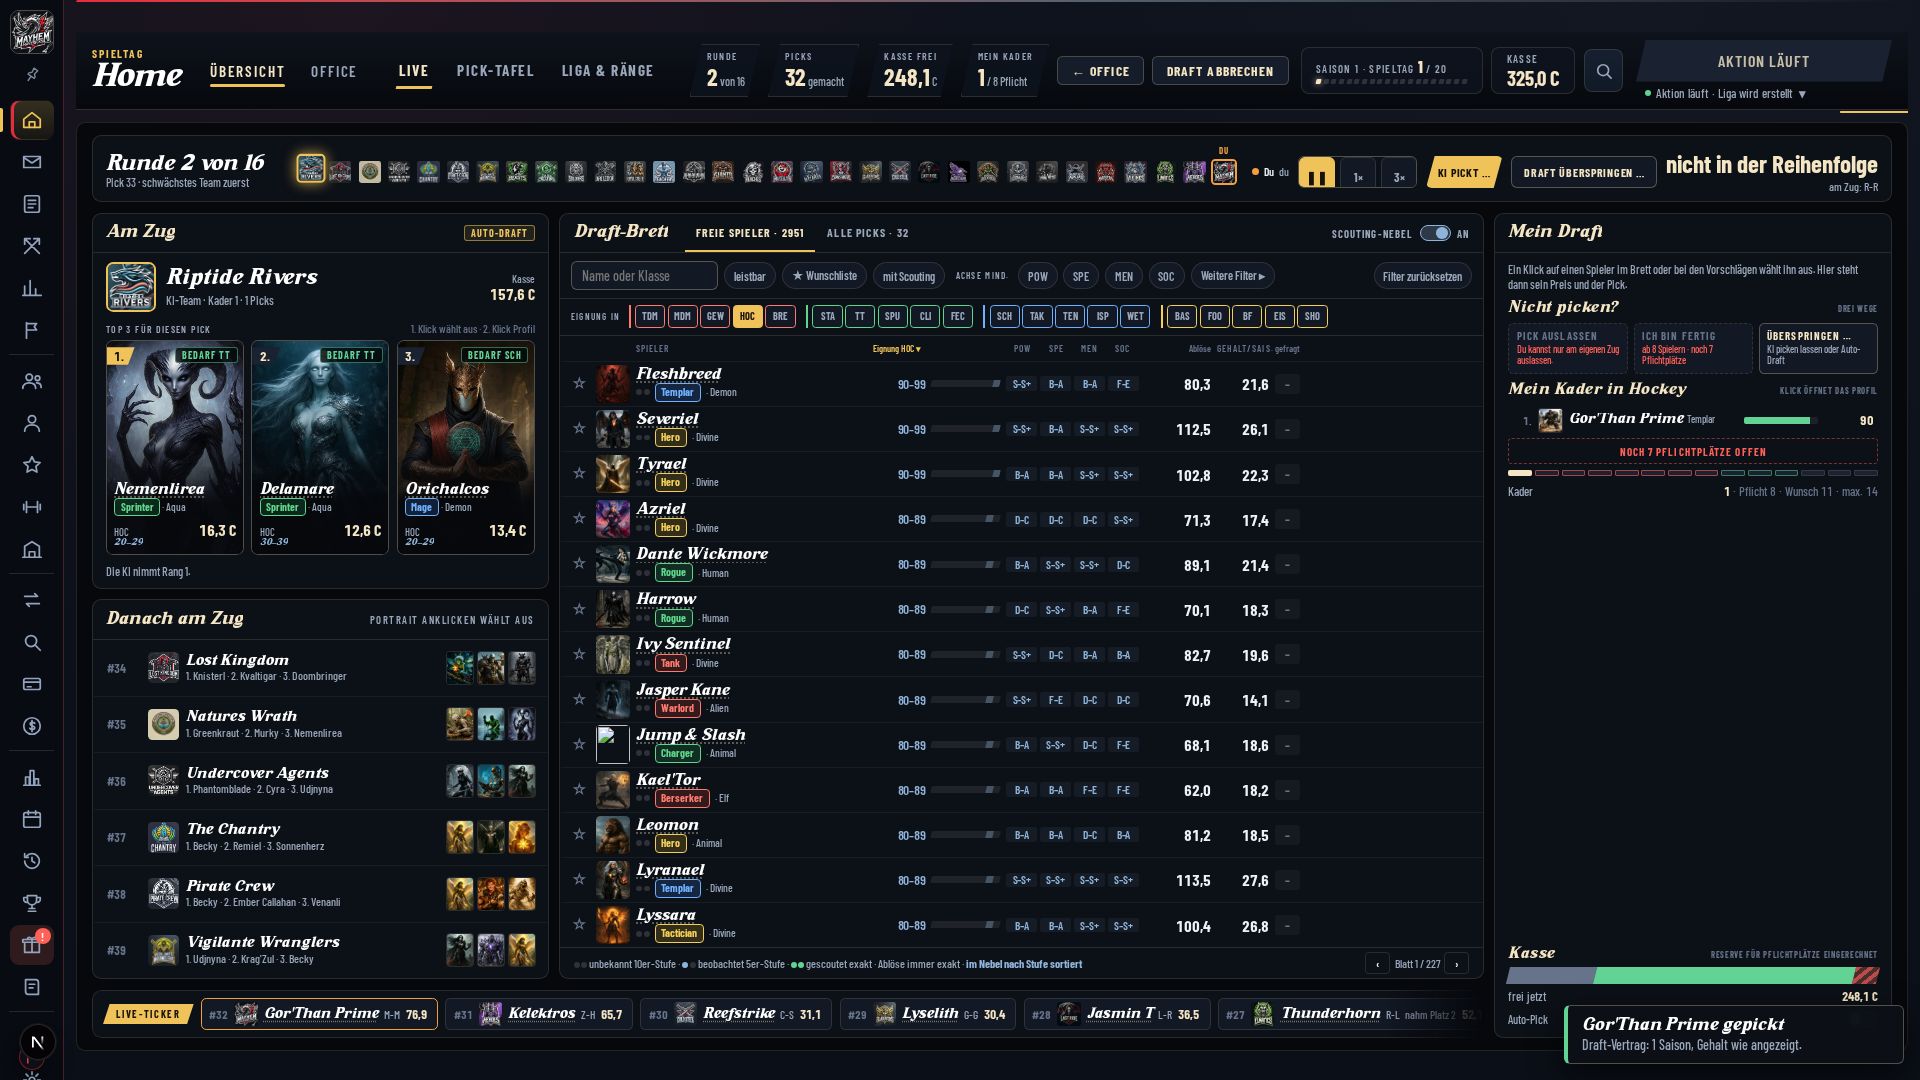 SPIELTAG
Home
ÜBERSICHT
OFFICE
LIVE
PICK-TAFEL
LIGA & RÄNGE
RUNDE
2 von 16
PICKS
32 gemacht
KASSE FREI
248,1 C
MEIN KADER
1 / 8 Pflicht
← OFFICE
DRAFT ABBRECHEN
SAISON 1 · SPIELTAG 1 / 20
KASSE
325,0 C
AKTION LÄUFT
Aktion läuft · Liga wird erstellt ▼
Runde 2 von 16
Pick 33 · schwächstes Team zuerst
DU
Du du
1×
3×
KI PICKT ...
DRAFT ÜBERSPRINGEN ...
nicht in der Reihenfolge
am Zug: R-R
Am Zug
AUTO-DRAFT
Riptide Rivers
KI-Team · Kader 1 · 1 Picks
Kasse
157,6 C
TOP 3 FÜR DIESEN PICK
1. Klick wählt aus · 2. Klick Profil
1. BEDARF TT
Nemenlirea
Sprinter · Aqua
HOC
20–29
16,3 C
2. BEDARF TT
Delamare
Sprinter · Aqua
HOC
30–39
12,6 C
3. BEDARF SCH
Orichalcos
Mage · Demon
HOC
20–29
13,4 C
Die KI nimmt Rang 1.
Danach am Zug
PORTRAIT ANKLICKEN WÄHLT AUS
#34 Lost Kingdom
1. Knisterl · 2. Kvaltigar · 3. Doombringer
#35 Natures Wrath
1. Greenkraut · 2. Murky · 3. Nemenlirea
#36 Undercover Agents
1. Phantomblade · 2. Cyra · 3. Udjnyna
#37 The Chantry
1. Becky · 2. Remiel · 3. Sonnenherz
#38 Pirate Crew
1. Becky · 2. Ember Callahan · 3. Venanli
#39 Vigilante Wranglers
1. Udjnyna · 2. Krag'Zul · 3. Becky
Draft-Brett
FREIE SPIELER · 2951
ALLE PICKS · 32
SCOUTING-NEBEL AN
Name oder Klasse
leistbar
★ Wunschliste
mit Scouting
ACHSE MIND.
POW
SPE
MEN
SOC
Weitere Filter ▸
Filter zurücksetzen
EIGNUNG IN
TDM MDM GEW HOC BRE
STA TT SPU CLI FEC
SCH TAK TEN ISP WET
BAS FOO BF EIS SHO
SPIELER Eignung HOC ▾ POW SPE MEN SOC Ablöse GEHALT/SAIS. gefragt
Fleshbreed
Templar · Demon
90–99 S–S+ B–A B–A F–E 80,3 21,6 –
Severiel
Hero · Divine
90–99 S–S+ B–A S–S+ S–S+ 112,5 26,1 –
Tyrael
Hero · Divine
90–99 B–A B–A S–S+ S–S+ 102,8 22,3 –
Azriel
Hero · Divine
80–89 D–C D–C D–C S–S+ 71,3 17,4 –
Dante Wickmore
Rogue · Human
80–89 B–A S–S+ S–S+ D–C 89,1 21,4 –
Harrow
Rogue · Human
80–89 D–C S–S+ B–A F–E 70,1 18,3 –
Ivy Sentinel
Tank · Divine
80–89 S–S+ D–C B–A B–A 82,7 19,6 –
Jasper Kane
Warlord · Alien
80–89 S–S+ F–E D–C D–C 70,6 14,1 –
Jump & Slash
Charger · Animal
80–89 B–A S–S+ D–C F–E 68,1 18,6 –
Kael'Tor
Berserker · Elf
80–89 B–A B–A F–E F–E 62,0 18,2 –
Leomon
Hero · Animal
80–89 B–A B–A D–C B–A 81,2 18,5 –
Lyranael
Templar · Divine
80–89 S–S+ S–S+ S–S+ S–S+ 113,5 27,6 –
Lyssara
Tactician · Divine
80–89 B–A B–A S–S+ S–S+ 100,4 26,8 –
unbekannt 10er-Stufe · beobachtet 5er-Stufe · gescoutet exakt · Ablöse immer exakt · im Nebel nach Stufe sortiert
‹ Blatt 1 / 227 ›
Mein Draft
Ein Klick auf einen Spieler im Brett oder bei den Vorschlägen wählt ihn aus. Hier steht
dann sein Preis und der Pick.
Nicht picken?
DREI WEGE
PICK AUSLASSEN
Du kannst nur am eigenen Zug
auslassen.
ICH BIN FERTIG
ab 8 Spielern · noch 7
Pflichtplätze
ÜBERSPRINGEN ...
KI picken lassen oder Auto-
Draft
Mein Kader in Hockey
KLICK ÖFFNET DAS PROFIL
1. Gor'Than Prime Templar 90
NOCH 7 PFLICHTPLÄTZE OFFEN
Kader
1 · Pflicht 8 · Wunsch 11 · max. 14
Kasse
RESERVE FÜR PFLICHTPLÄTZE EINGERECHNET
frei jetzt 248,1 C
Auto-Pick
Gor'Than Prime gepickt
Draft-Vertrag: 1 Saison, Gehalt wie angezeigt.
LIVE-TICKER
#32 Gor'Than Prime M-M 76,9
#31 Kelektros Z-H 65,7
#30 Reefstrike C-S 31,1
#29 Lyselith G-G 30,4
#28 Jasmin T L-R 36,5
#27 Thunderhorn R-L nahm Platz 2
N